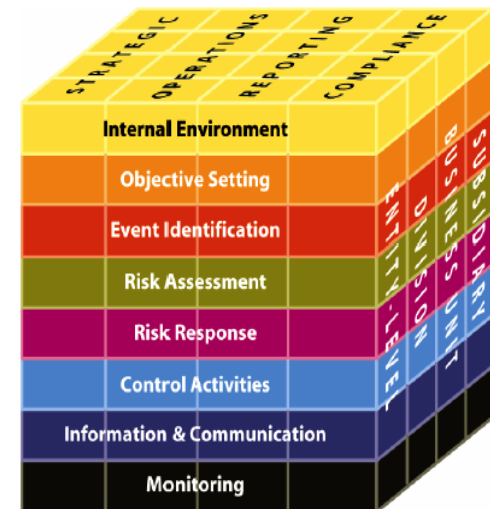 STRATEGIC
OPERATIONS
REPORTING
COMPLIANCE
Internal Environment
Objective Setting
Event Identification
Risk Assessment
Risk Response
Control Activities
Information & Communication
Monitoring
ENTITY-LEVEL
DIVISION
BUSINESS UNIT
SUBSIDIARY